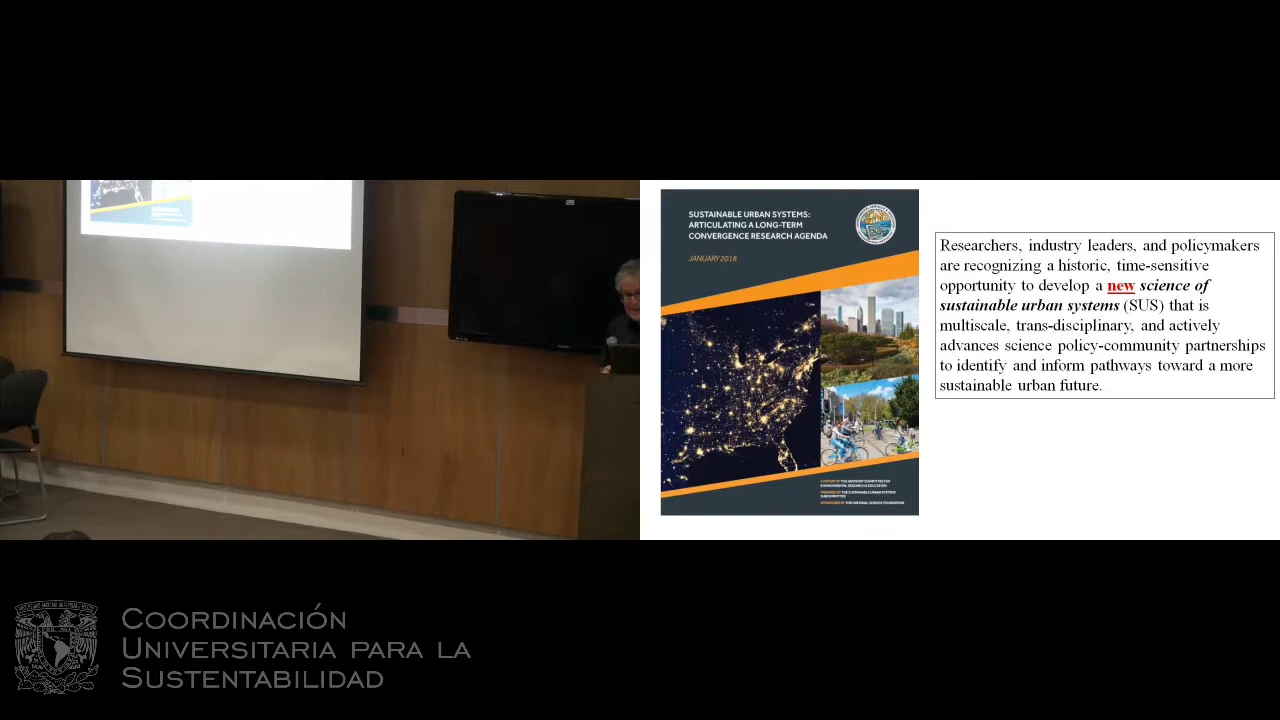 SUSTAINABLE URBAN SYSTEMS:
ARTICULATING A LONG-TERM
CONVERGENCE RESEARCH AGENDA
JANUARY 2018
A REPORT BY THE ADVISORY COMMITTEE FOR
ENVIRONMENTAL RESEARCH & EDUCATION
PREPARED BY THE SUSTAINABLE URBAN SYSTEMS
SUBCOMMITTEE
SPONSORED BY THE NATIONAL SCIENCE FOUNDATION
Researchers, industry leaders, and policymakers
are recognizing a historic, time-sensitive
opportunity to develop a new science of
sustainable urban systems (SUS) that is
multiscale, trans-disciplinary, and actively
advances science policy-community partnerships
to identify and inform pathways toward a more
sustainable urban future.
COORDINACIÓN
UNIVERSITARIA PARA LA
SUSTENTABILIDAD